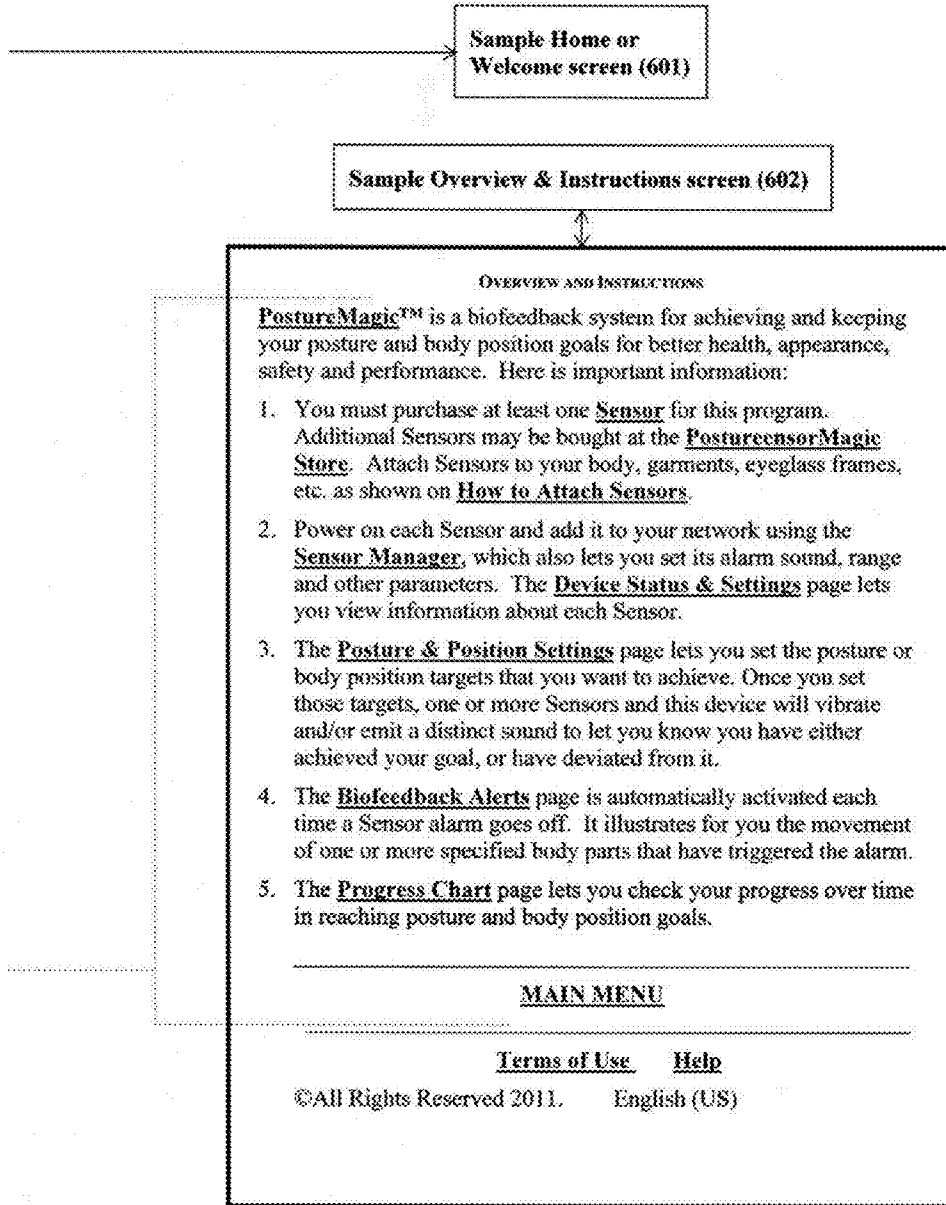 Sample Home or
Welcome screen (601)
Sample Overview & Instructions screen (602)
OVERVIEW AND INSTRUCTIONS
PostureMagic™ is a biofeedback system for achieving and keeping
your posture and body position goals for better health, appearance,
safety and performance. Here is important information:
1. You must purchase at least one Sensor for this program.
Additional Sensors may be bought at the PosturecensorMagic
Store. Attach Sensors to your body, garments, eyeglass frames,
etc. as shown on How to Attach Sensors.
2. Power on each Sensor and add it to your network using the
Sensor Manager, which also lets you set its alarm sound, range
and other parameters. The Device Status & Settings page lets
you view information about each Sensor.
3. The Posture & Position Settings page lets you set the posture or
body position targets that you want to achieve. Once you set
those targets, one or more Sensors and this device will vibrate
and/or emit a distinct sound to let you know you have either
achieved your goal, or have deviated from it.
4. The Biofeedback Alerts page is automatically activated each
time a Sensor alarm goes off. It illustrates for you the movement
of one or more specified body parts that have triggered the alarm.
5. The Progress Chart page lets you check your progress over time
in reaching posture and body position goals.
MAIN MENU
Terms of Use Help
©All Rights Reserved 2011. English (US)